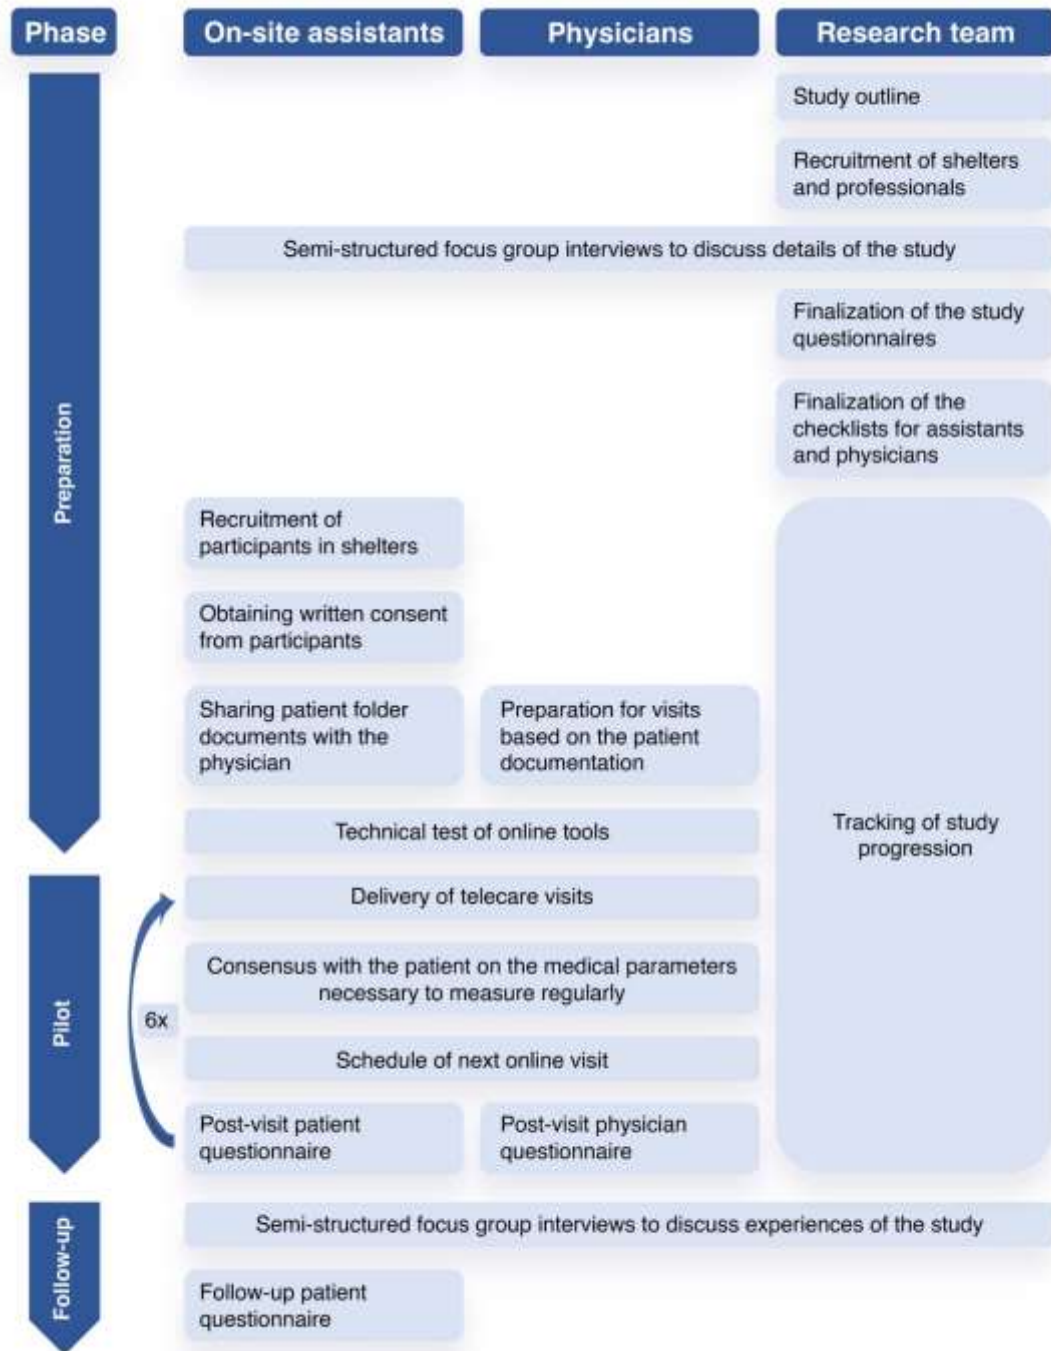 Phase
On-site assistants
Physicians
Research team
Study outline
Recruitment of shelters
and professionals
Semi-structured focus group interviews to discuss details of the study
Finalization of the study
questionnaires
Finalization of the
checklists for assistants
and physicians
Preparation
Recruitment of
participants in shelters
Obtaining written consent
from participants
Sharing patient folder
documents with the
physician
Preparation for visits
based on the patient
documentation
Technical test of online tools
Tracking of study
progression
Pilot
6x
Delivery of telecare visits
Consensus with the patient on the medical parameters
necessary to measure regularly
Schedule of next online visit
Post-visit patient
questionnaire
Post-visit physician
questionnaire
Follow-up
Semi-structured focus group interviews to discuss experiences of the study
Follow-up patient
questionnaire